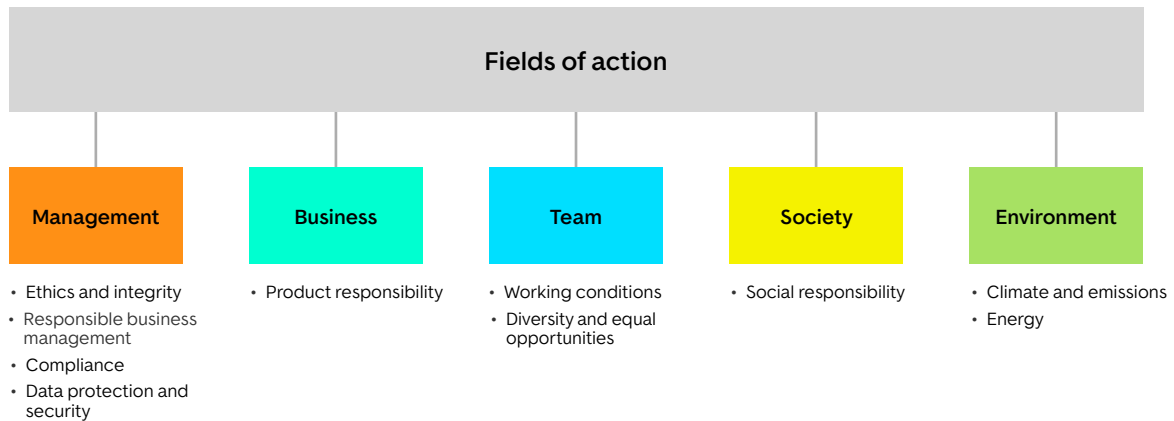 Fields of action
Management
Business
Team
Society
Environment
• Ethics and integrity
• Responsible business
management
• Compliance
• Data protection and
security
• Product responsibility
• Working conditions
• Diversity and equal
opportunities
• Social responsibility
• Climate and emissions
• Energy